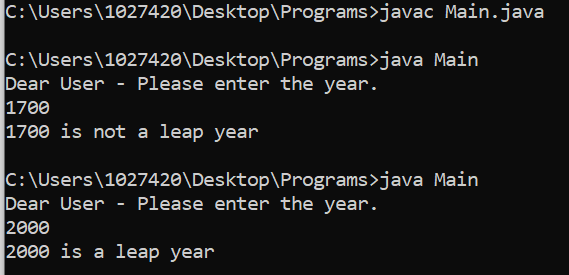 C:\Users\1027420\Desktop\Programs>javac Main.java
C:\Users\1027420\Desktop\Programs>java Main
Dear User - Please enter the year.
1700
1700 is not a leap year
C:\Users\1027420\Desktop\Programs>java Main
Dear User - Please enter the year.
2000
2000 is a leap year